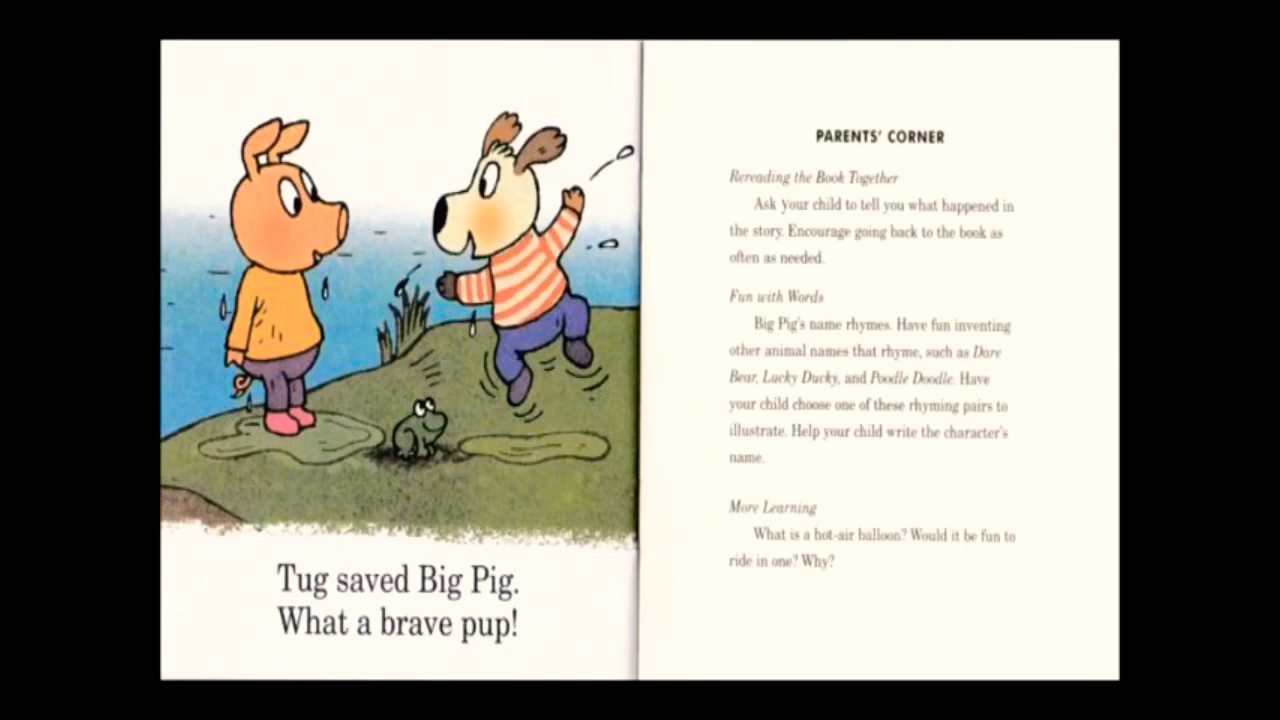 Tug saved Big Pig.
What a brave pup!
PARENTS' CORNER
Rereading the Book Together
Ask your child to tell you what happened in
the story. Encourage going back to the book as
often as needed.
Fun with Words
Big Pig's name rhymes. Have fun inventing
other animal names that rhyme, such as Dare
Bear, Lucky Ducky, and Poodle Doodle. Have
your child choose one of these rhyming pairs to
illustrate. Help your child write the character's
name.
More Learning
What is a hot-air balloon? Would it be fun to
ride in one? Why?